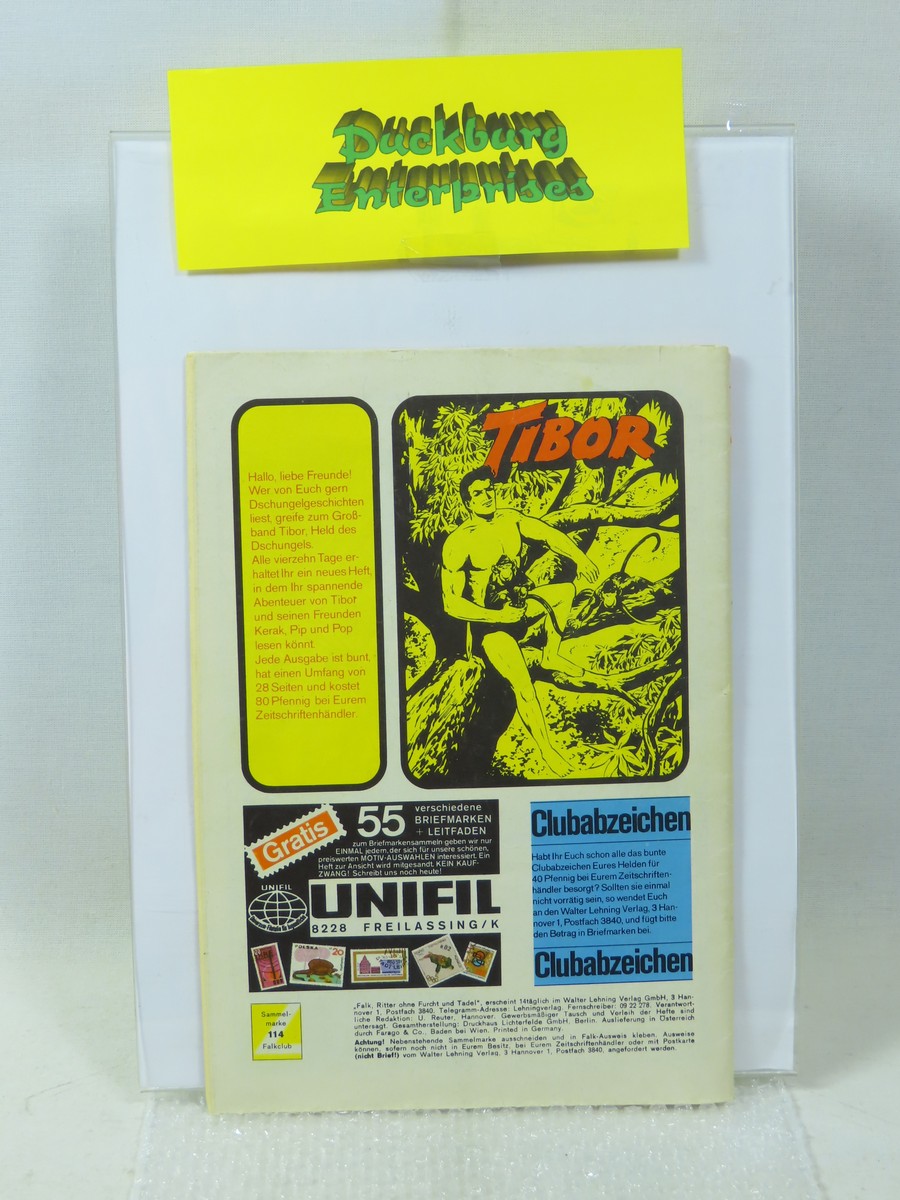 Duckburg
Enterprises
Hallo, liebe Freunde!
Wer von Euch gern
Dschungelgeschichten
liest, greife zum Groß-
band Tibor, Held des
Dschungels.
Alle vierzehn Tage er-
haltet Ihr ein neues Heft,
in dem Ihr spannende
Abenteuer von Tibor
und seinen Freunden
Kerak, Pip und Pop
lesen könnt.
Jede Ausgabe ist bunt,
hat einen Umfang von
28 Seiten und kostet
80 Pfennig bei Eurem
Zeitschriftenhändler.
TIBOR
Gratis
55 verschiedene
BRIEFMARKEN
+ LEITFADEN
zum Briefmarkensammeln geben wir nur
EINMAL jedem, der sich für unsere schönen,
preiswerten MOTIV-AUSWAHLEN interessiert. Ein
Heft zur Ansicht wird mitgesandt. KEIN KAUF-
ZWANG! Schreibt uns noch heute!
UNIFIL
UNIFIL
8228 FREILASSING/K
20
Clubabzeichen
Habt Ihr Euch schon alle das bunte
Clubabzeichen Eures Helden für
40 Pfennig bei Eurem Zeitschriften-
händler besorgt? Sollten sie einmal
nicht vorrätig sein, so wendet Euch
an den Walter Lehning Verlag, 3 Han-
nover 1, Postfach 3840, und fügt bitte
den Betrag in Briefmarken bei.
Clubabzeichen
Sammel-
marke
114
Falkclub
„Falk, Ritter ohne Furcht und Tadel", erscheint 14täglich im Walter Lehning Verlag GmbH, 3 Han-
nover 1, Postfach 3840. Telegramm-Adresse: Lehningverlag. Fernschreiber: 09 22 278. Verantwort-
liche Redaktion: U. Reuter, Hannover. Gewerbsmäßiger Tausch und Verleih der Hefte sind
untersagt. Gesamtherstellung: Druckhaus Lichterfelde GmbH, Berlin. Auslieferung in Österreich
durch Farago & Co., Baden bei Wien. Printed in Germany.
Achtung! Nebenstehende Sammelmarke ausschneiden und in Falk-Ausweis kleben. Ausweise
können, sofern noch nicht in Eurem Besitz, bei Eurem Zeitschriftenhändler oder mit Postkarte
(nicht Brief!) vom Walter Lehning Verlag, 3 Hannover 1, Postfach 3840, angefordert werden.